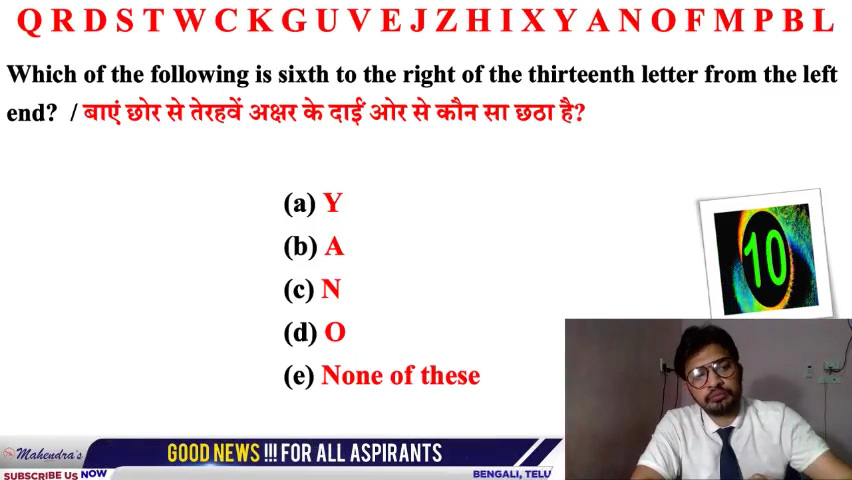 Q R D S T W C K G U V E J Z H I X Y A N O F M P B L
Which of the following is sixth to the right of the thirteenth letter from the left
end? / बाएं छोर से तेरहवें अक्षर के दाईं ओर से कौन सा छठा है?
(a) Y
(b) A
(c) N
(d) O
(e) None of these
10
Mahendra's
GOOD NEWS !!! FOR ALL ASPIRANTS
SUBSCRIBE US NOW
BENGALI, TELU